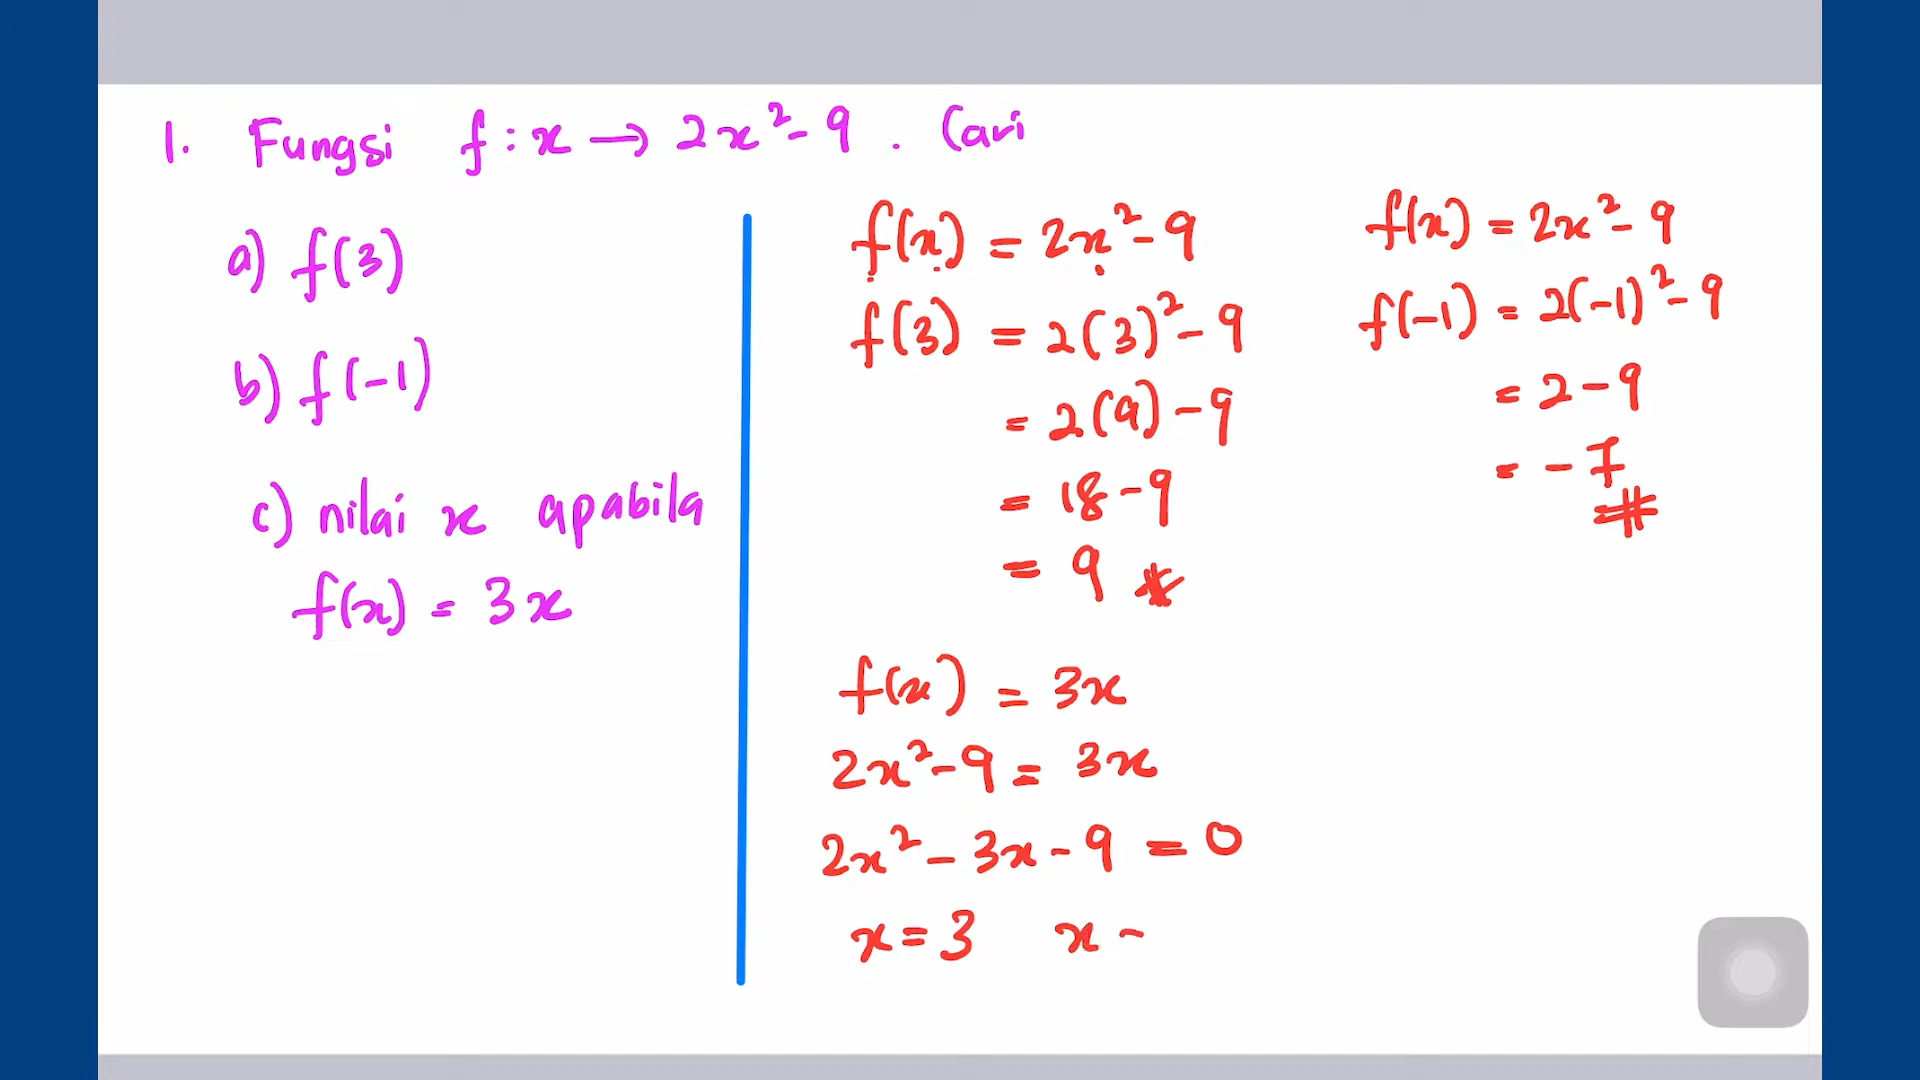 1. Fungsi f : x → 2x² - 9 . Cari
a) f(3)
b) f(-1)
c) nilai x apabila
f(x) = 3x
f(x) = 2x² - 9
f(3) = 2(3)² - 9
= 2(9) - 9
= 18 - 9
= 9
f(x) = 2x² - 9
f(-1) = 2(-1)² - 9
= 2 - 9
= -7
f(x) = 3x
2x² - 9 = 3x
2x² - 3x - 9 = 0
x = 3 x -